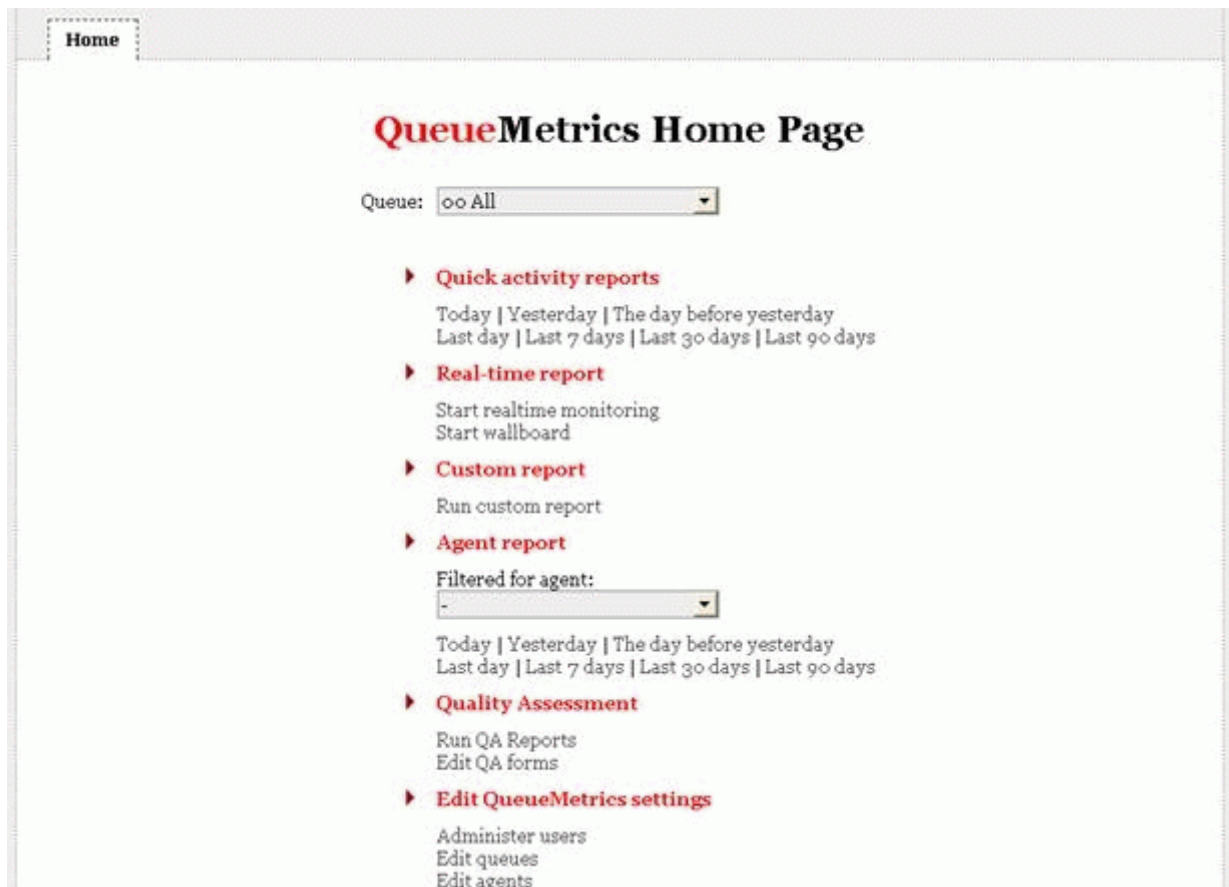 Home
QueueMetrics Home Page
Queue: 00 All
Quick activity reports
Today | Yesterday | The day before yesterday
Last day | Last 7 days | Last 30 days | Last 90 days
Real-time report
Start realtime monitoring
Start wallboard
Custom report
Run custom report
Agent report
Filtered for agent:
-
Today | Yesterday | The day before yesterday
Last day | Last 7 days | Last 30 days | Last 90 days
Quality Assessment
Run QA Reports
Edit QA forms
Edit QueueMetrics settings
Administer users
Edit queues
Edit agents